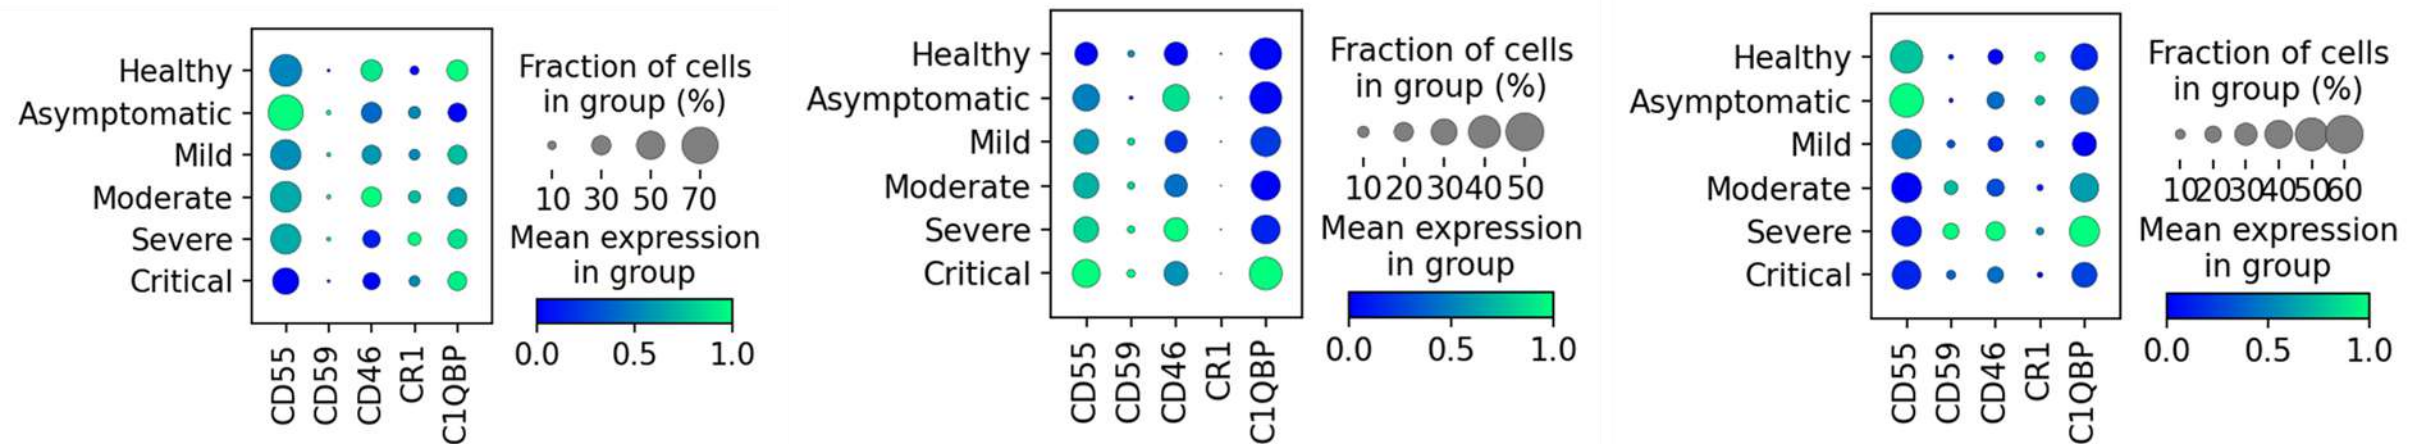 Healthy
Asymptomatic
Mild
Moderate
Severe
Critical
CD55
CD59
CD46
CR1
C1QBP
Fraction of cells
in group (%)
10 30 50 70
Mean expression
in group
0.0 0.5 1.0
Healthy
Asymptomatic
Mild
Moderate
Severe
Critical
CD55
CD59
CD46
CR1
C1QBP
Fraction of cells
in group (%)
10 20 30 40 50
Mean expression
in group
0.0 0.5 1.0
Healthy
Asymptomatic
Mild
Moderate
Severe
Critical
CD55
CD59
CD46
CR1
C1QBP
Fraction of cells
in group (%)
10 20 30 40 50 60
Mean expression
in group
0.0 0.5 1.0